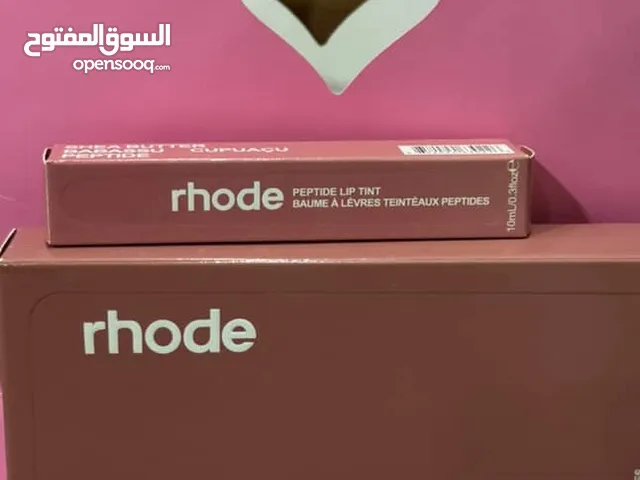 السوق المفتوح
opensooq.com
SHEA BUTTER
BABASSU CUPUAÇU
PEPTIDE
rhode
PEPTIDE LIP TINT
BAUME À LÈVRES TEINTÉAUX PEPTIDES
10mL/0.3floz℮
rhode